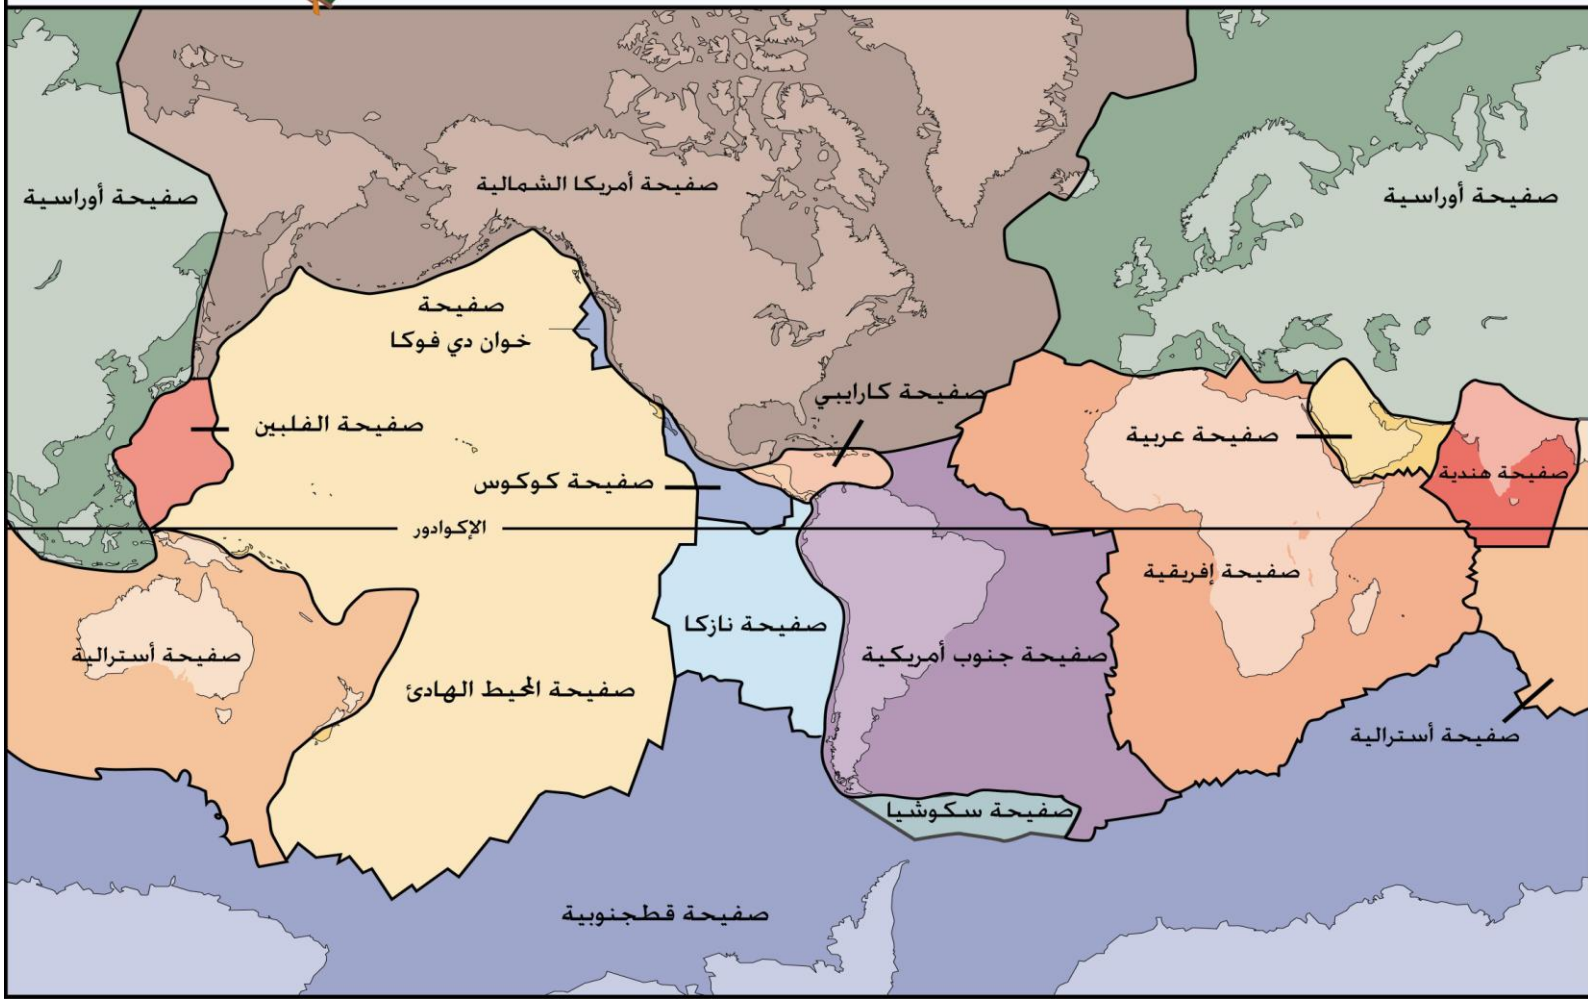 صفيحة أمريكا الشمالية
صفيحة أوراسية
صفيحة أوراسية
صفيحة
خوان دي فوكا
صفيحة كارايبي
صفيحة الفلبين
صفيحة عربية
صفيحة هندية
صفيحة كوكوس
الإكوادور
صفيحة إفريقية
صفيحة نازكا
صفيحة جنوب أمريكية
صفيحة أسترالية
صفيحة المحيط الهادئ
صفيحة أسترالية
صفيحة سكوشيا
صفيحة قطجنوبية